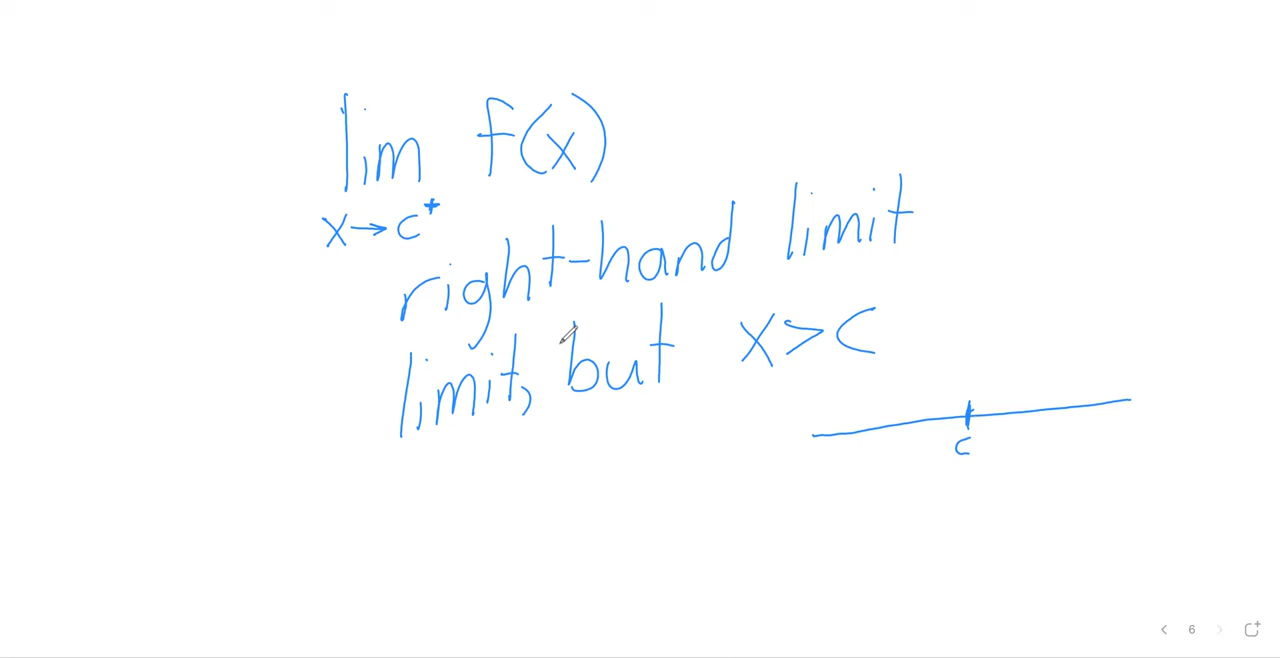 lim f(x)
x→c⁺
right-hand limit
limit, but x>c
c
6